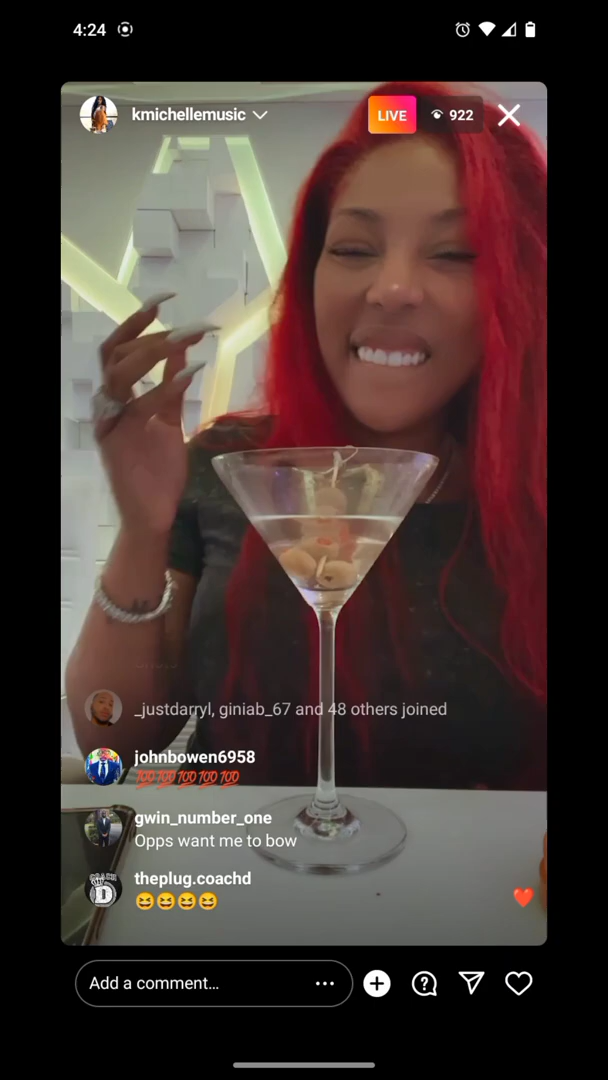 4:24
kmichellemusic
LIVE
922
_justdarryl, giniab_67 and 48 others joined
johnbowen6958
💯💯💯💯💯
gwin_number_one
Opps want me to bow
theplug.coachd
😆😆😆😆
Add a comment...